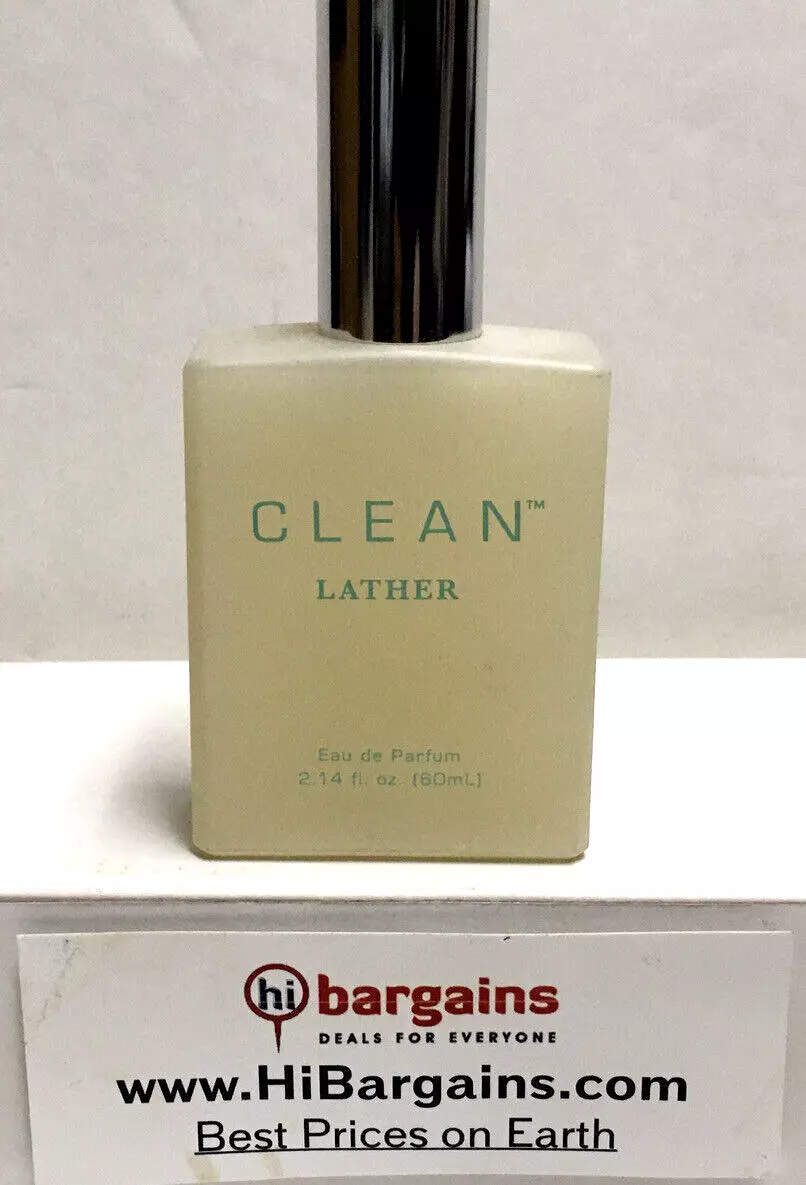 CLEAN™
LATHER
Eau de Parfum
2.14 fl. oz. (60mL)
hi bargains
DEALS FOR EVERYONE
www.HiBargains.com
Best Prices on Earth